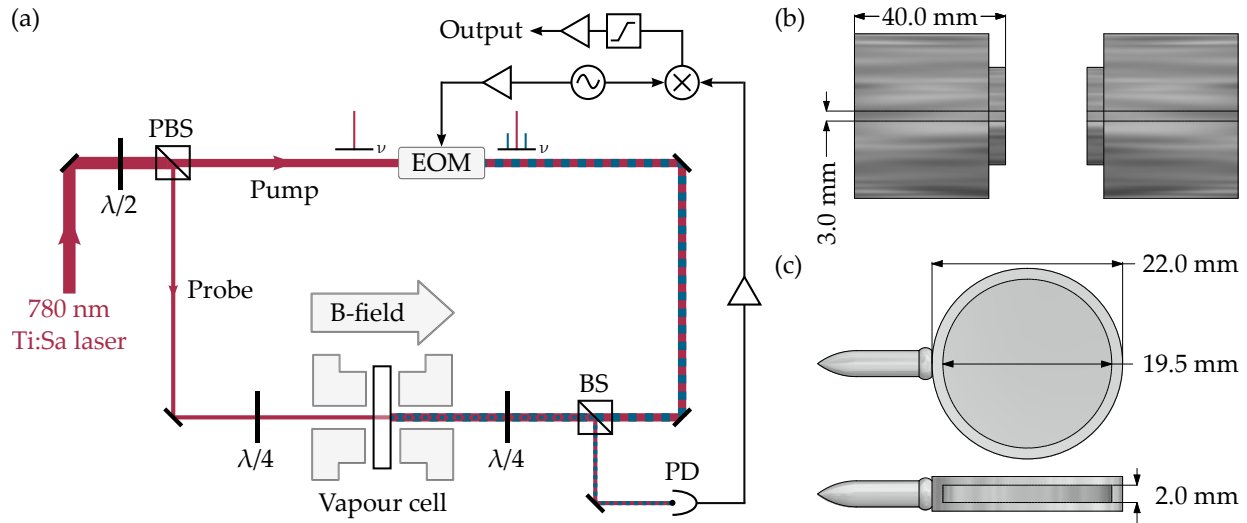 (a)
Output
PBS
ν
ν
EOM
λ/2
Pump
Probe
780 nm
Ti:Sa laser
B-field
BS
λ/4
λ/4
PD
Vapour cell
(b)
40.0 mm
3.0 mm
(c)
22.0 mm
19.5 mm
2.0 mm